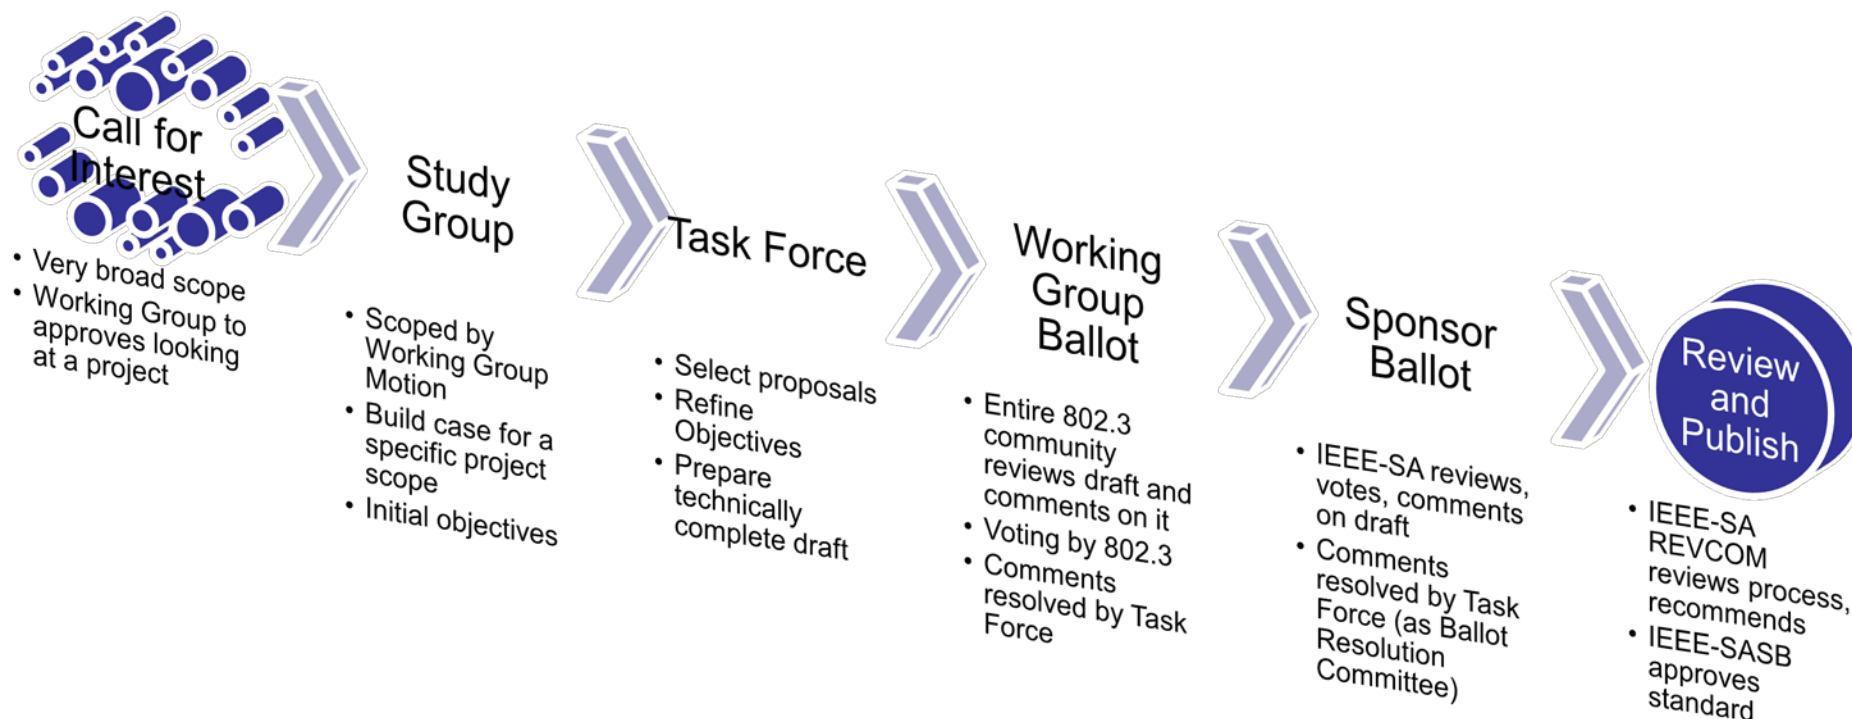 Call for
Interest
• Very broad scope
• Working Group to
approves looking
at a project
Study
Group
• Scoped by
Working Group
Motion
• Build case for a
specific project
scope
• Initial objectives
Task Force
• Select proposals
• Refine
Objectives
• Prepare
technically
complete draft
Working
Group
Ballot
• Entire 802.3
community
reviews draft and
comments on it
• Voting by 802.3
• Comments
resolved by Task
Force
Sponsor
Ballot
• IEEE-SA reviews,
votes, comments
on draft
• Comments
resolved by Task
Force (as Ballot
Resolution
Committee)
Review
and
Publish
• IEEE-SA
REVCOM
reviews process,
recommends
• IEEE-SASB
approves
standard